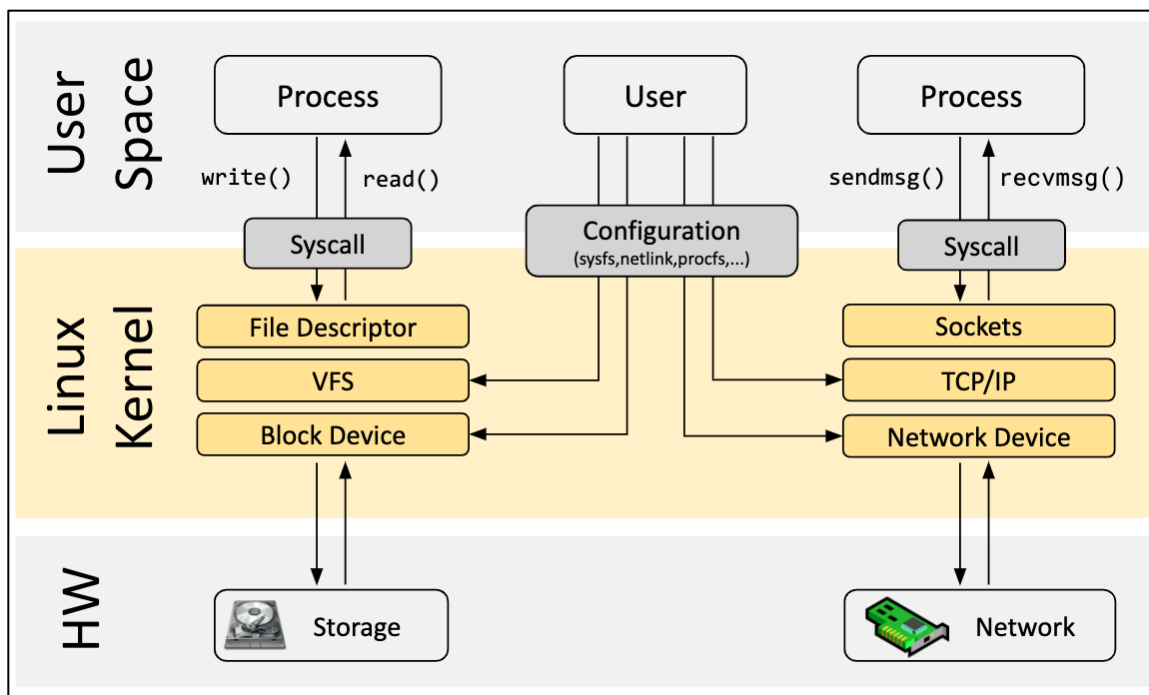 User
Space
Process
User
Process
write()
read()
sendmsg()
recvmsg()
Syscall
Configuration
(sysfs,netlink,procfs,...)
Syscall
Linux
Kernel
File Descriptor
Sockets
VFS
TCP/IP
Block Device
Network Device
HW
Storage
Network